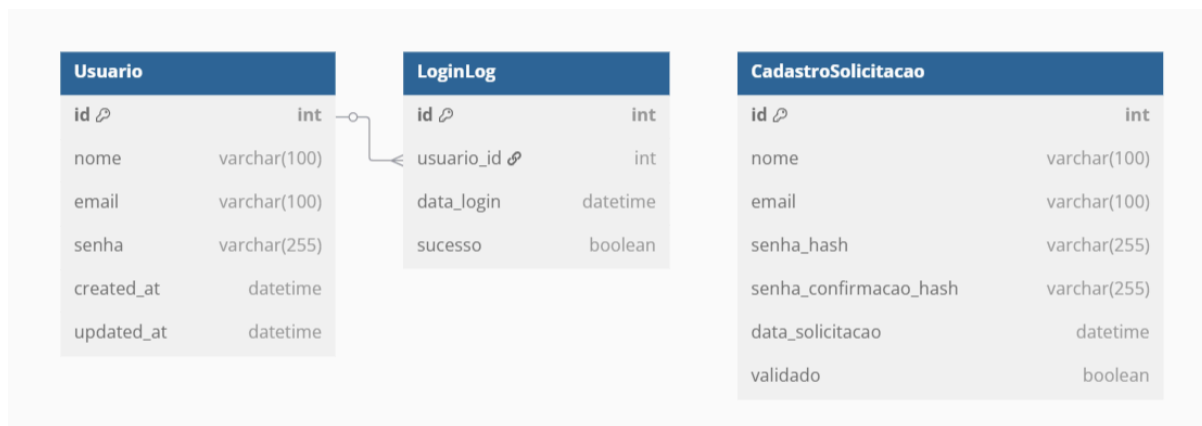 Usuario
id int
nome varchar(100)
email varchar(100)
senha varchar(255)
created_at datetime
updated_at datetime
LoginLog
id int
usuario_id int
data_login datetime
sucesso boolean
CadastroSolicitacao
id int
nome varchar(100)
email varchar(100)
senha_hash varchar(255)
senha_confirmacao_hash varchar(255)
data_solicitacao datetime
validado boolean